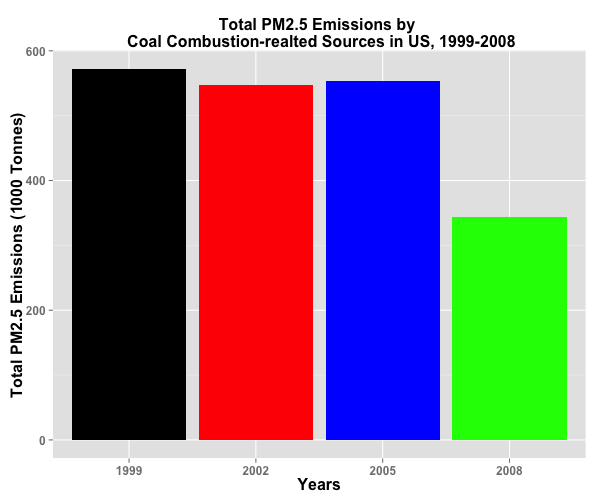 Total PM2.5 Emissions by
Coal Combustion-realted Sources in US, 1999-2008
Total PM2.5 Emissions (1000 Tonnes)
600
400
200
0
1999 2002 2005 2008
Years